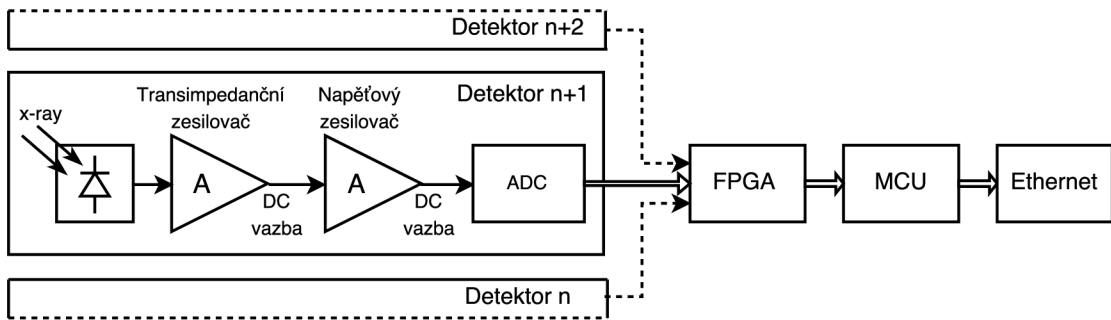 Detektor n+2
Detektor n+1
x-ray
Transimpedanční
zesilovač
Napěťový
zesilovač
A
DC
vazba
A
DC
vazba
ADC
FPGA
MCU
Ethernet
Detektor n